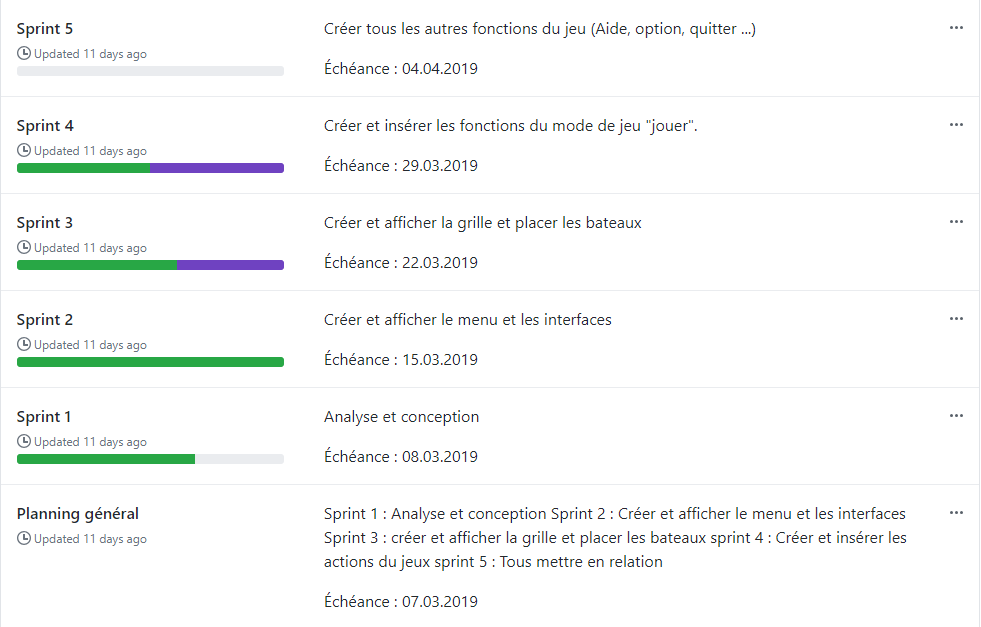 Sprint 5
Updated 11 days ago
Créer tous les autres fonctions du jeu (Aide, option, quitter ...)
Échéance : 04.04.2019
Sprint 4
Updated 11 days ago
Créer et insérer les fonctions du mode de jeu "jouer".
Échéance : 29.03.2019
Sprint 3
Updated 11 days ago
Créer et afficher la grille et placer les bateaux
Échéance : 22.03.2019
Sprint 2
Updated 11 days ago
Créer et afficher le menu et les interfaces
Échéance : 15.03.2019
Sprint 1
Updated 11 days ago
Analyse et conception
Échéance : 08.03.2019
Planning général
Updated 11 days ago
Sprint 1 : Analyse et conception Sprint 2 : Créer et afficher le menu et les interfaces
Sprint 3 : créer et afficher la grille et placer les bateaux sprint 4 : Créer et insérer les
actions du jeux sprint 5 : Tous mettre en relation
Échéance : 07.03.2019